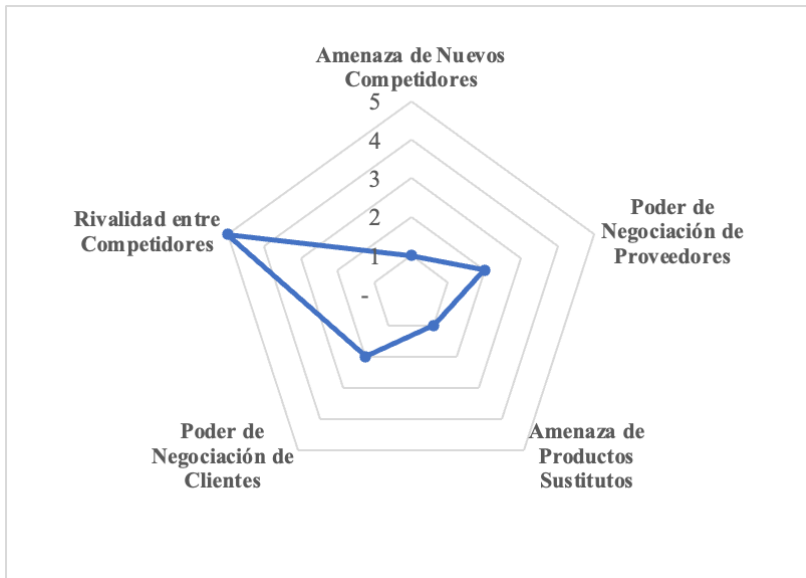 Amenaza de Nuevos
Competidores
5
4
3
2
1
-
Rivalidad entre
Competidores
Poder de
Negociación de
Proveedores
Poder de
Negociación de
Clientes
Amenaza de
Productos
Sustitutos